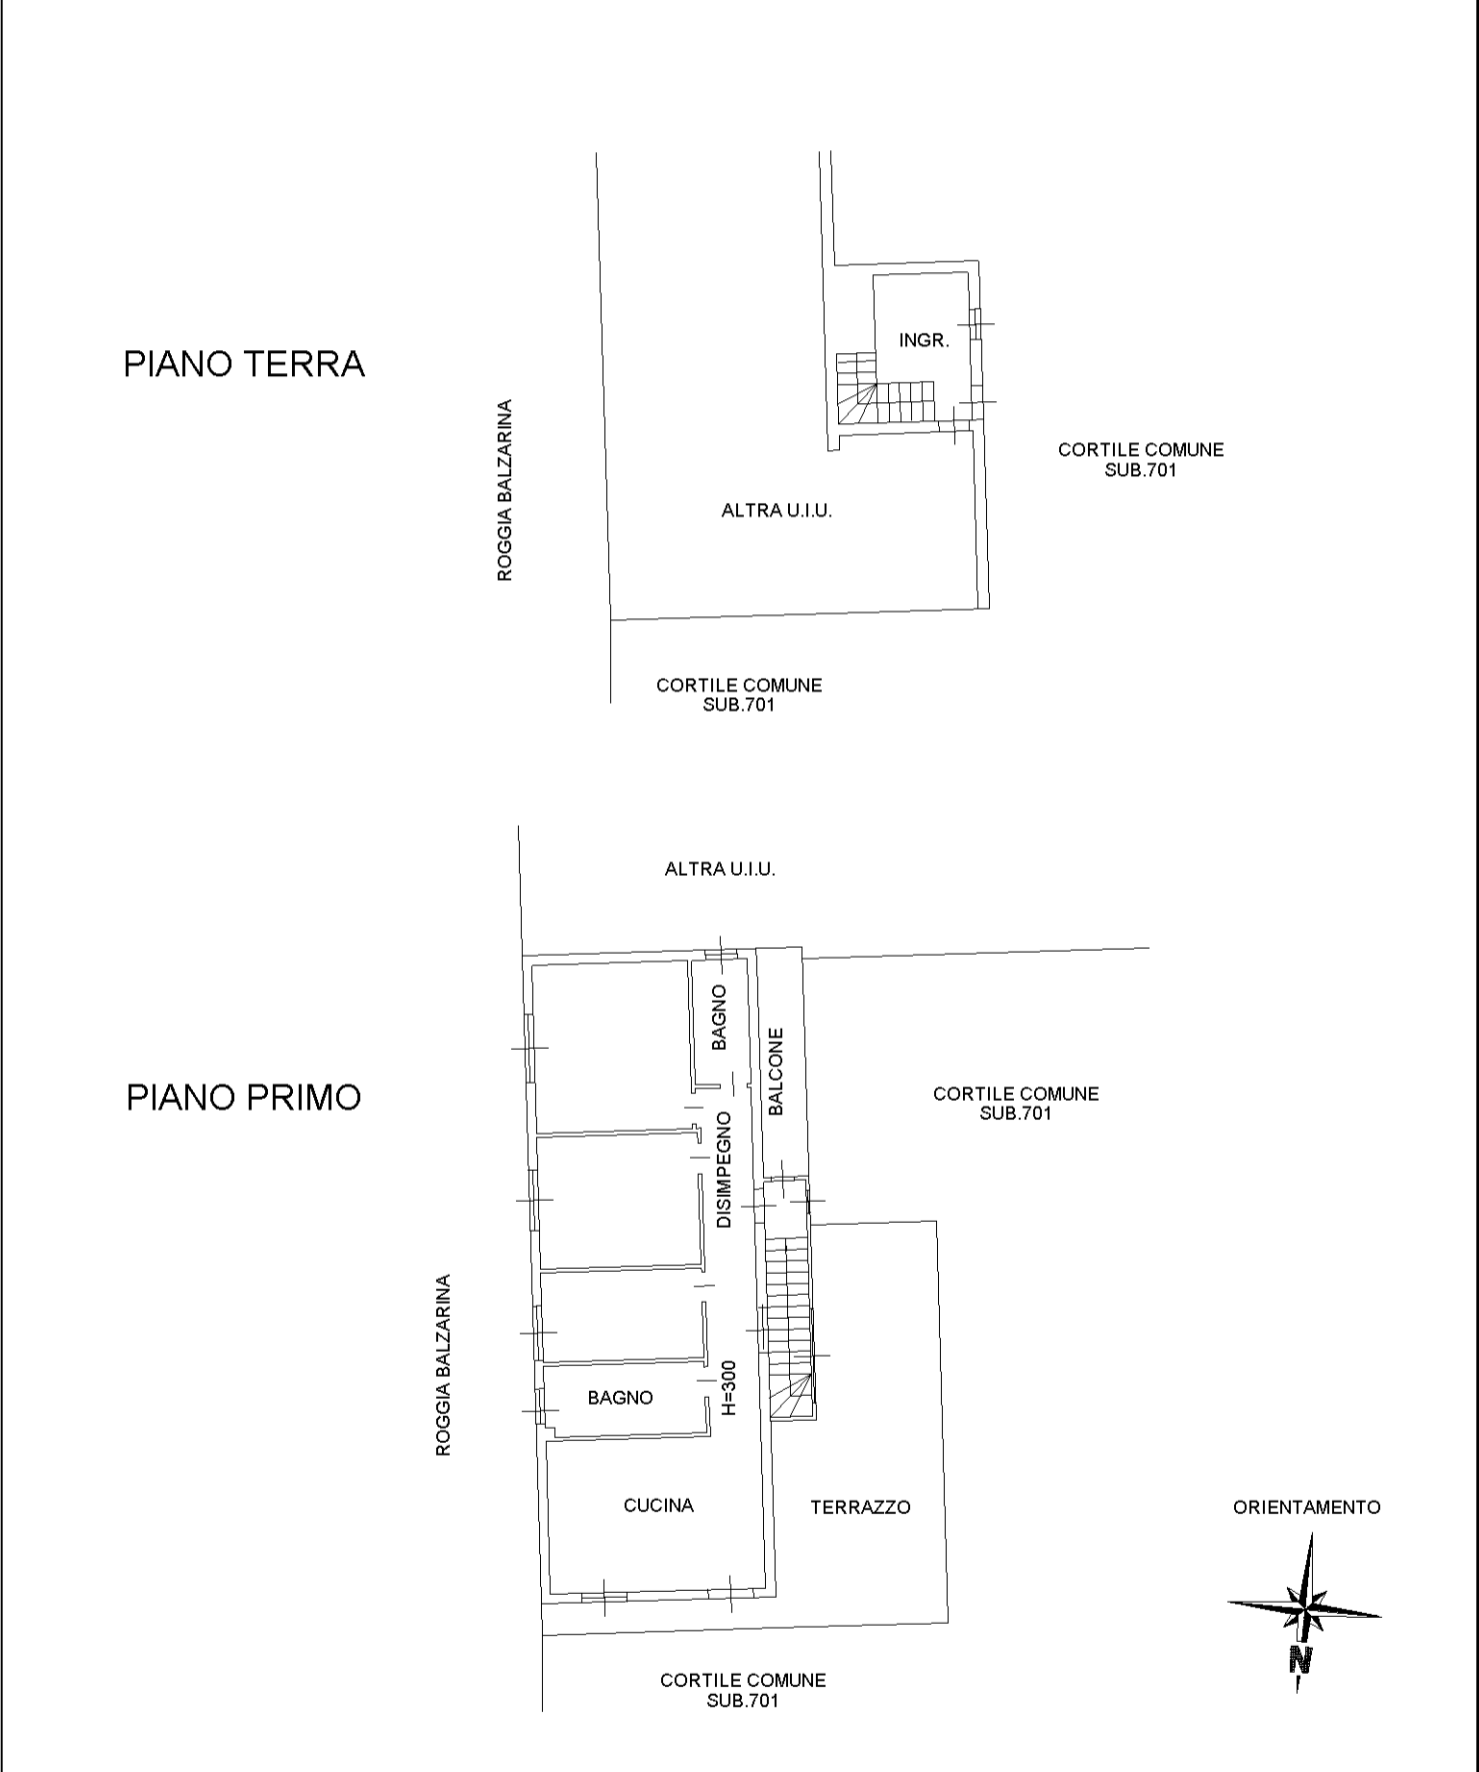 PIANO TERRA
INGR.
ROGGIA BALZARINA
CORTILE COMUNE
SUB.701
ALTRA U.I.U.
CORTILE COMUNE
SUB.701
ALTRA U.I.U.
PIANO PRIMO
BAGNO
BALCONE
DISIMPEGNO
CORTILE COMUNE
SUB.701
ROGGIA BALZARINA
H=300
BAGNO
CUCINA
TERRAZZO
ORIENTAMENTO
N
CORTILE COMUNE
SUB.701